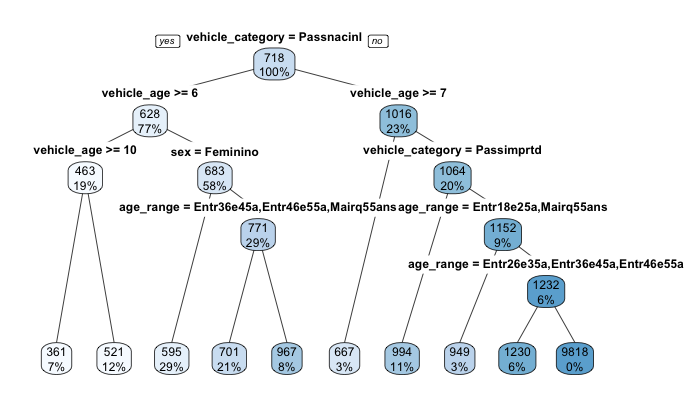 yes vehicle_category = Passnacinl no
718
100%
vehicle_age >= 6 vehicle_age >= 7
628 1016
77% 23%
vehicle_age >= 10 sex = Feminino vehicle_category = Passimprtd
463 683 1064
19% 58% 20%
age_range = Entr36e45a,Entr46e55a,Mairq55ans age_range = Entr18e25a,Mairq55ans
771 1152
29% 9%
age_range = Entr26e35a,Entr36e45a,Entr46e55a
1232
6%
361 521 595 701 967 667 994 949 1230 9818
7% 12% 29% 21% 8% 3% 11% 3% 6% 0%